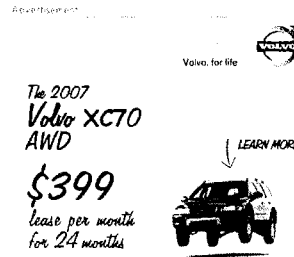 Advertisement
VOLVO
Volvo. for life
The 2007
Volvo XC70
AWD
LEARN MOR
$399
lease per month
for 24 months